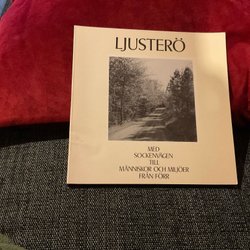 LJUSTERÖ
MED
SOCKENVÄGEN
TILL
MÄNNISKOR OCH MILJÖER
FRÅN FÖRR